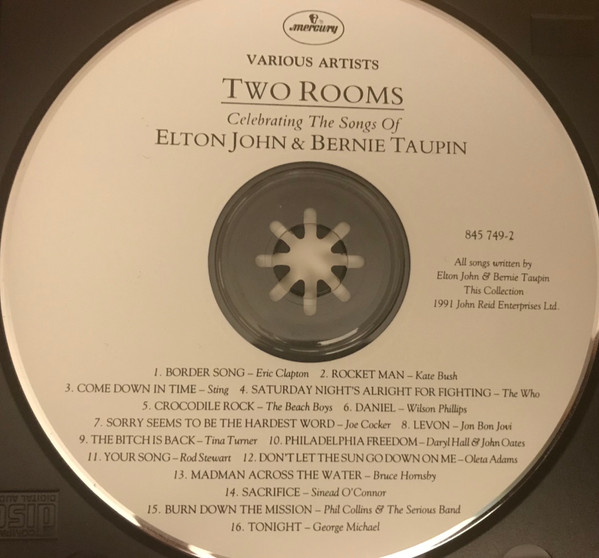 mercury
VARIOUS ARTISTS
TWO ROOMS
Celebrating The Songs Of
ELTON JOHN & BERNIE TAUPIN
845 749-2
All songs written by
Elton John & Bernie Taupin
This Collection
1991 John Reid Enterprises Ltd.
1. BORDER SONG – Eric Clapton 2. ROCKET MAN – Kate Bush
3. COME DOWN IN TIME – Sting 4. SATURDAY NIGHT'S ALRIGHT FOR FIGHTING – The Who
5. CROCODILE ROCK – The Beach Boys 6. DANIEL – Wilson Phillips
7. SORRY SEEMS TO BE THE HARDEST WORD – Joe Cocker 8. LEVON – Jon Bon Jovi
9. THE BITCH IS BACK – Tina Turner 10. PHILADELPHIA FREEDOM – Daryl Hall & John Oates
11. YOUR SONG – Rod Stewart 12. DON'T LET THE SUN GO DOWN ON ME – Oleta Adams
13. MADMAN ACROSS THE WATER – Bruce Hornsby
14. SACRIFICE – Sinead O'Connor
15. BURN DOWN THE MISSION – Phil Collins & The Serious Band
16. TONIGHT – George Michael